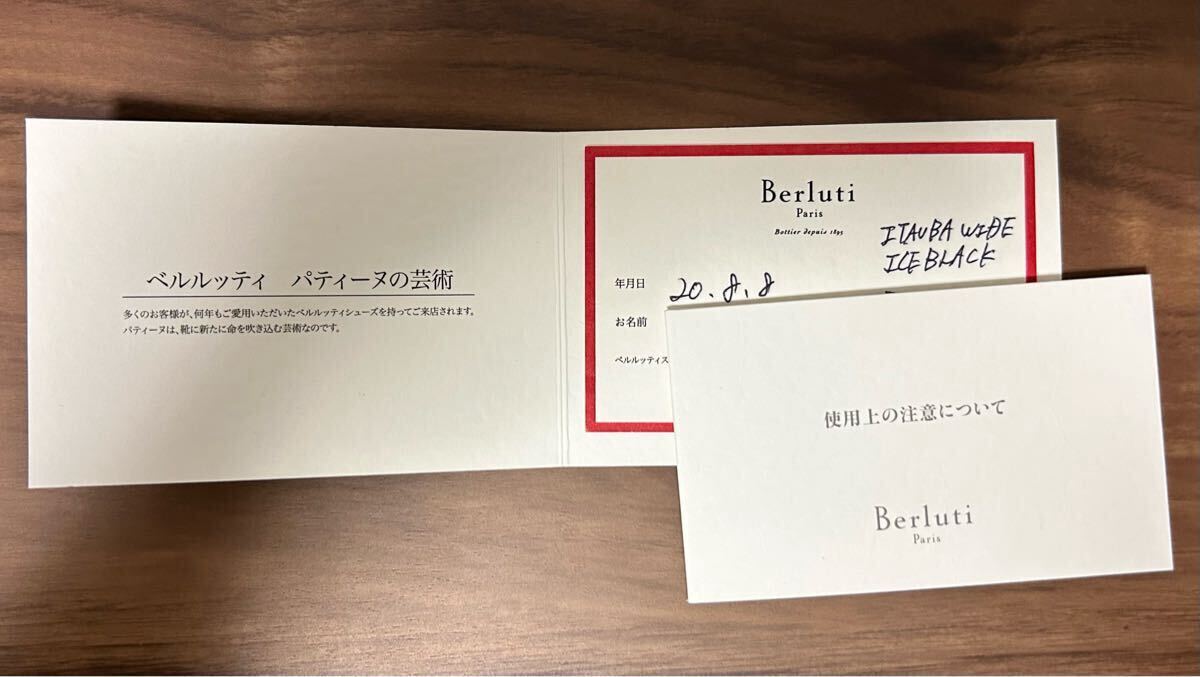 ベルルッティ パティーヌの芸術
多くのお客様が、何年もご愛用いただいたベルルッティシューズを持ってご来店されます。
パティーヌは、靴に新たに命を吹き込む芸術なのです。
Berluti
Paris
Bottier depuis 1895
ITAUBA WIDE
ICE BLACK
年月日 20.8.8
お名前
ベルルッティス
使用上の注意について
Berluti
Paris